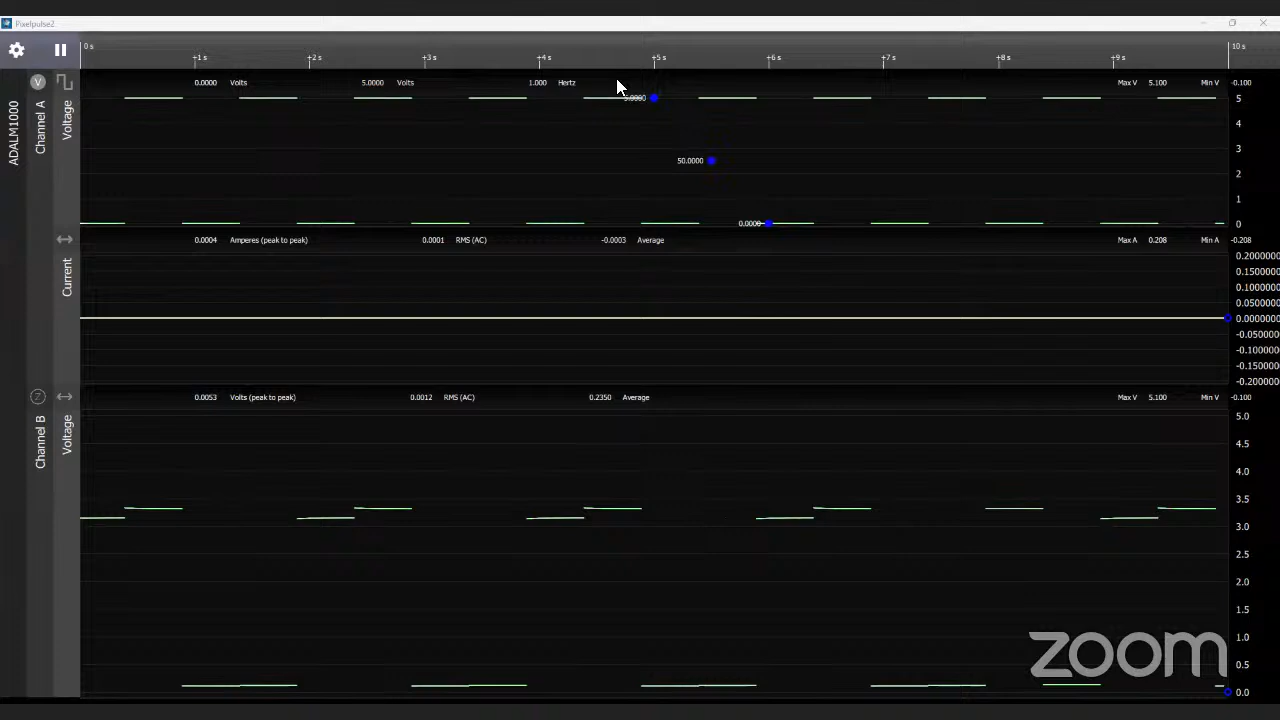 Pixelpulse2
0 s
10 s
+1 s
+2 s
+3 s
+4 s
+5 s
+6 s
+7 s
+8 s
+9 s
ADALM1000
Channel A
V
Voltage
0.0000 Volts
5.0000 Volts
1.000 Hertz
Max V 5.100
Min V -0.100
5.0000
50.0000
0.0000
5
4
3
2
1
0
Current
0.0004 Amperes (peak to peak)
0.0001 RMS (AC)
-0.0003 Average
Max A 0.208
Min A -0.208
0.2000000
0.1500000
0.1000000
0.0500000
0.0000000
-0.0500000
-0.1000000
-0.1500000
-0.2000000
Channel B
Z
Voltage
0.0053 Volts (peak to peak)
0.0012 RMS (AC)
0.2350 Average
Max V 5.100
Min V -0.100
5.0
4.5
4.0
3.5
3.0
2.5
2.0
1.5
1.0
0.5
0.0
zoom